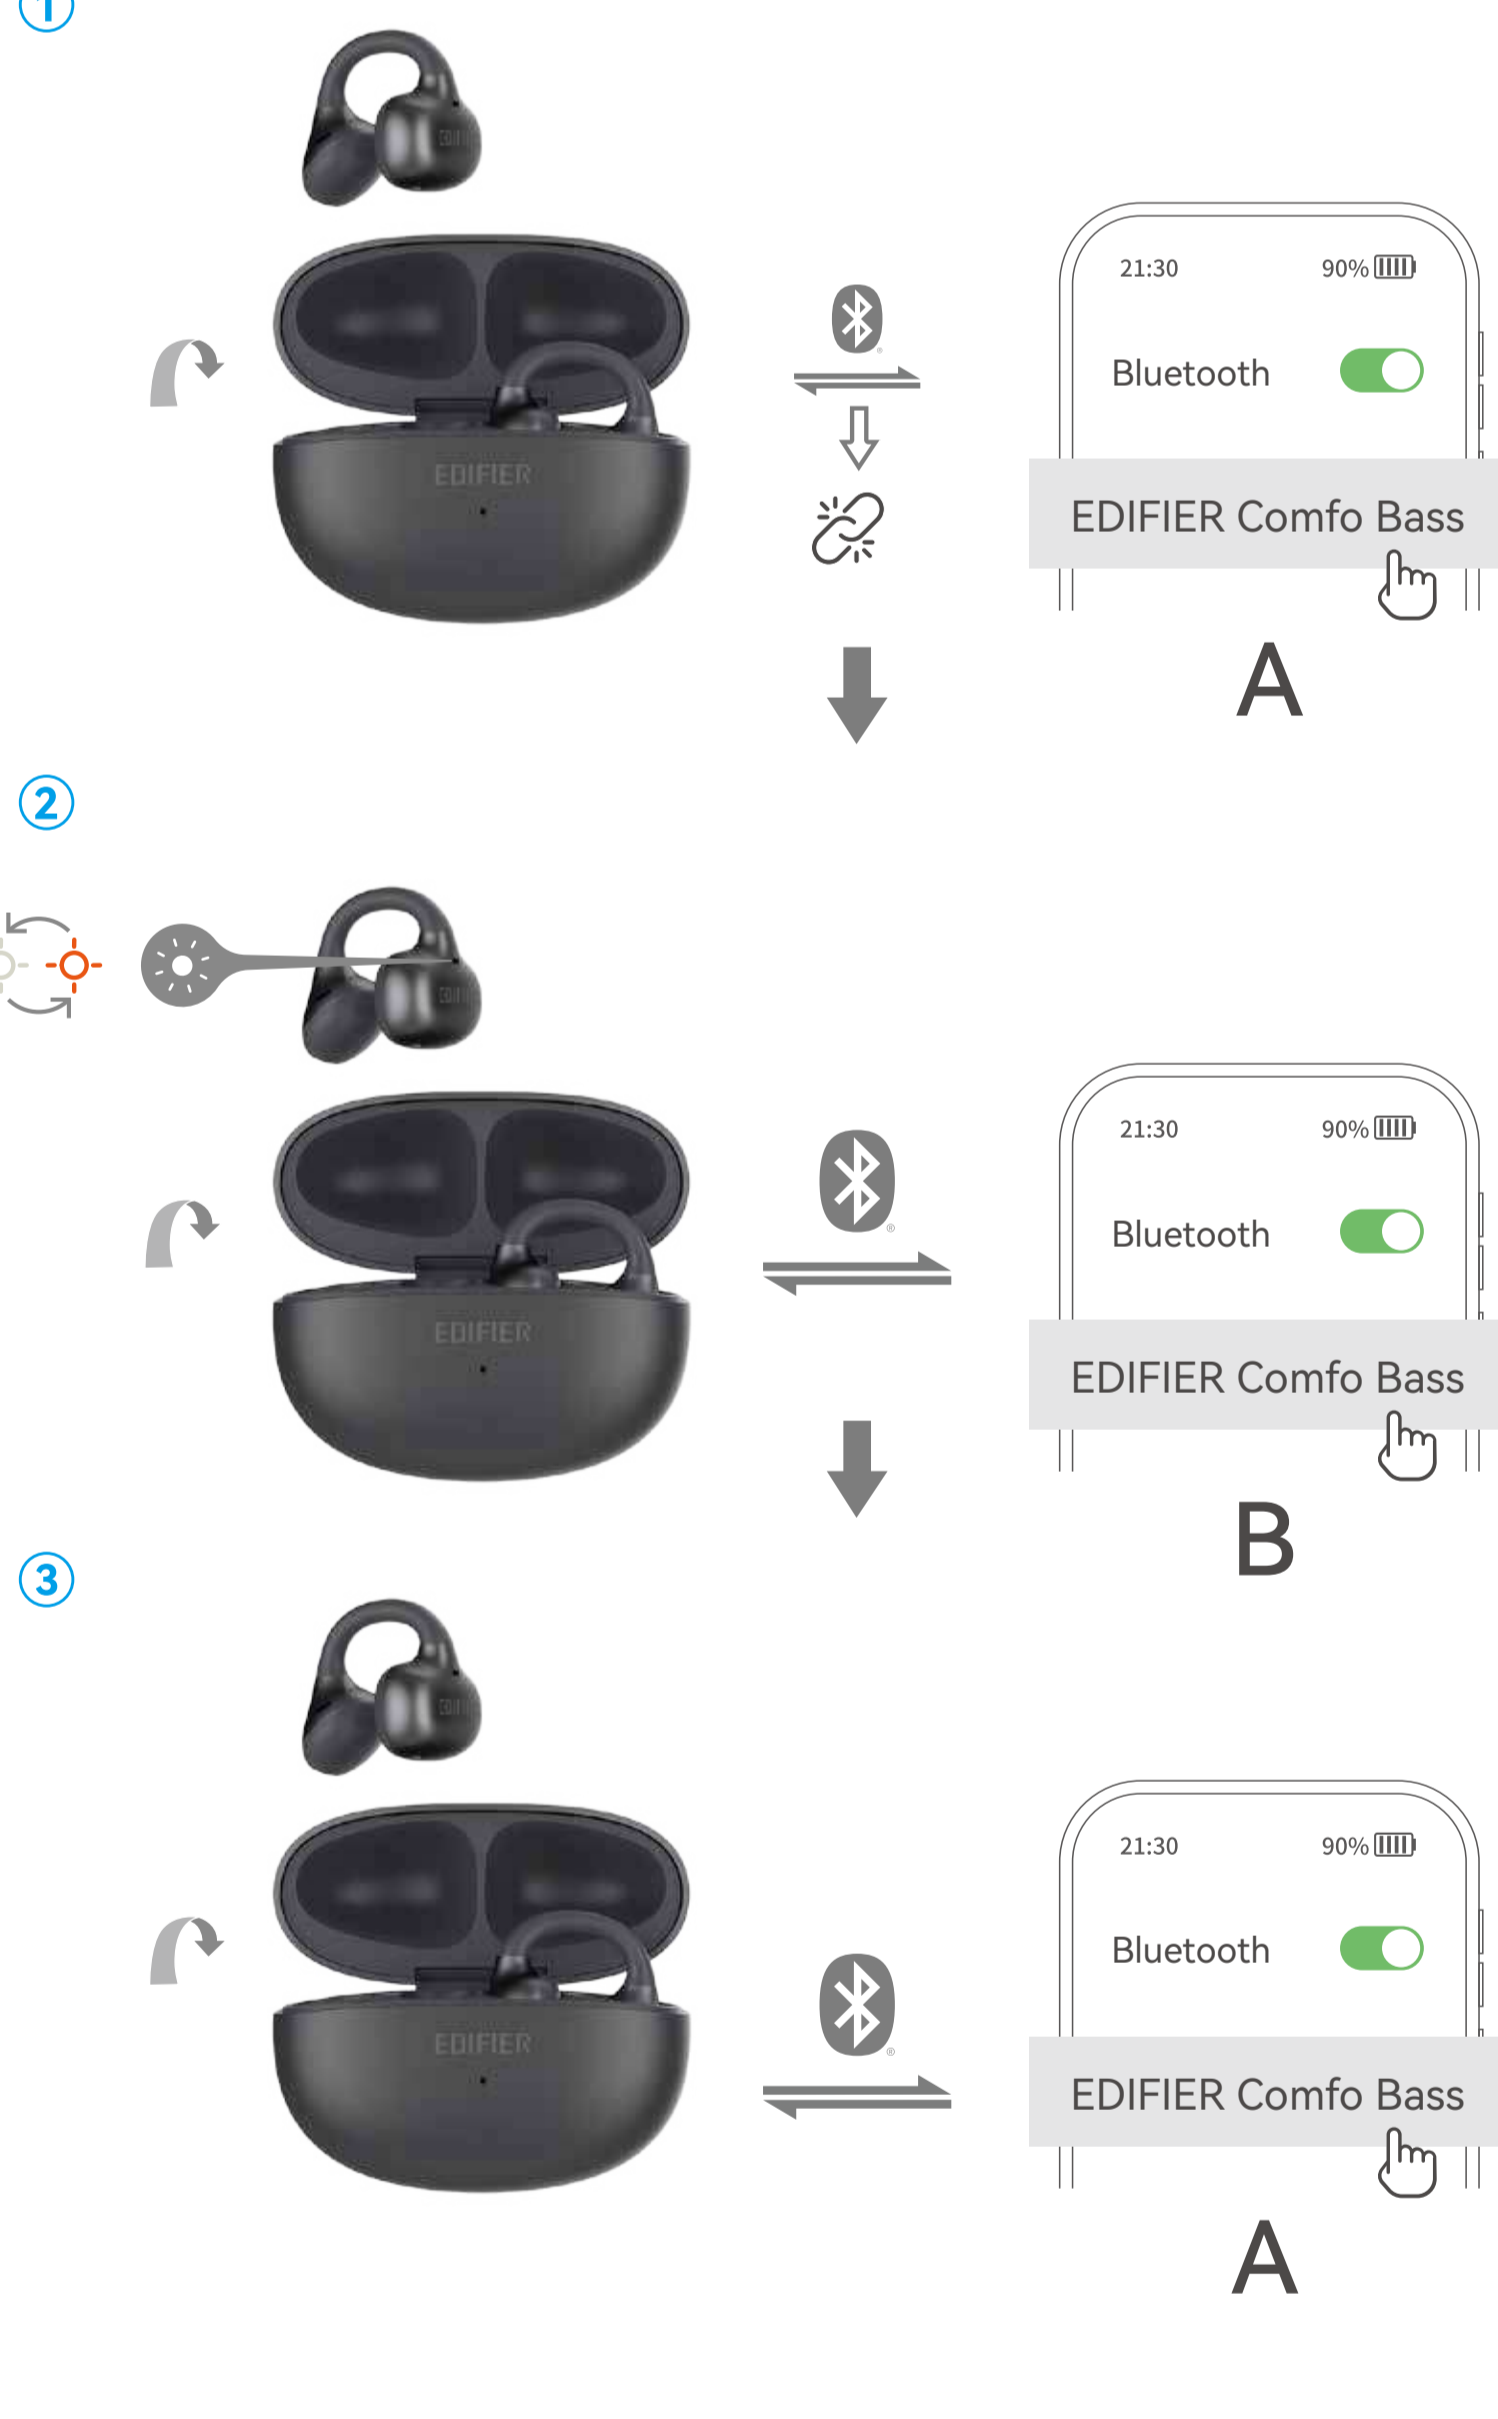 1
EDIFIER
21:30 90%
Bluetooth
EDIFIER Comfo Bass
A
2
EDIFIER
®
21:30 90%
Bluetooth
EDIFIER Comfo Bass
B
3
EDIFIER
®
21:30 90%
Bluetooth
EDIFIER Comfo Bass
A